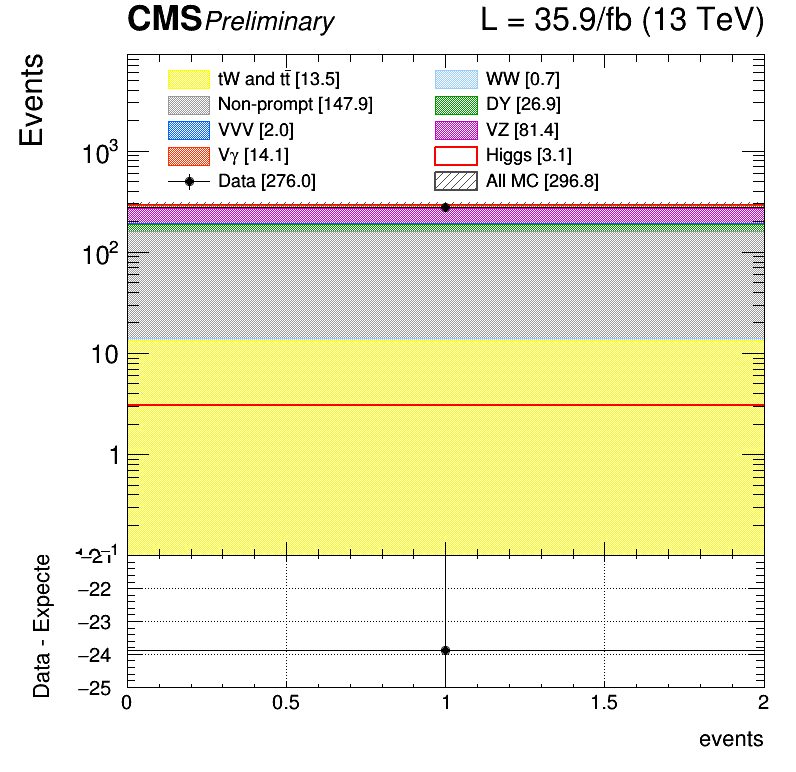 CMS Preliminary L = 35.9/fb (13 TeV)
Events
tW and tt̄ [13.5] WW [0.7]
Non-prompt [147.9] DY [26.9]
VVV [2.0] VZ [81.4]
Vγ [14.1] Higgs [3.1]
Data [276.0] All MC [296.8]
10³
10²
10
1
−21
Data - Expecte
−22
−23
−24
−25
0 0.5 1 1.5 2
events